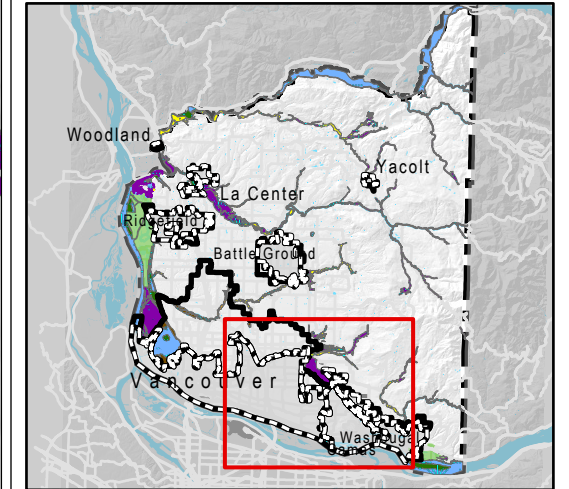 Woodland
Yacolt
La Center
Ridgefield
Battle Ground
Vancouver
Washougal
Camas